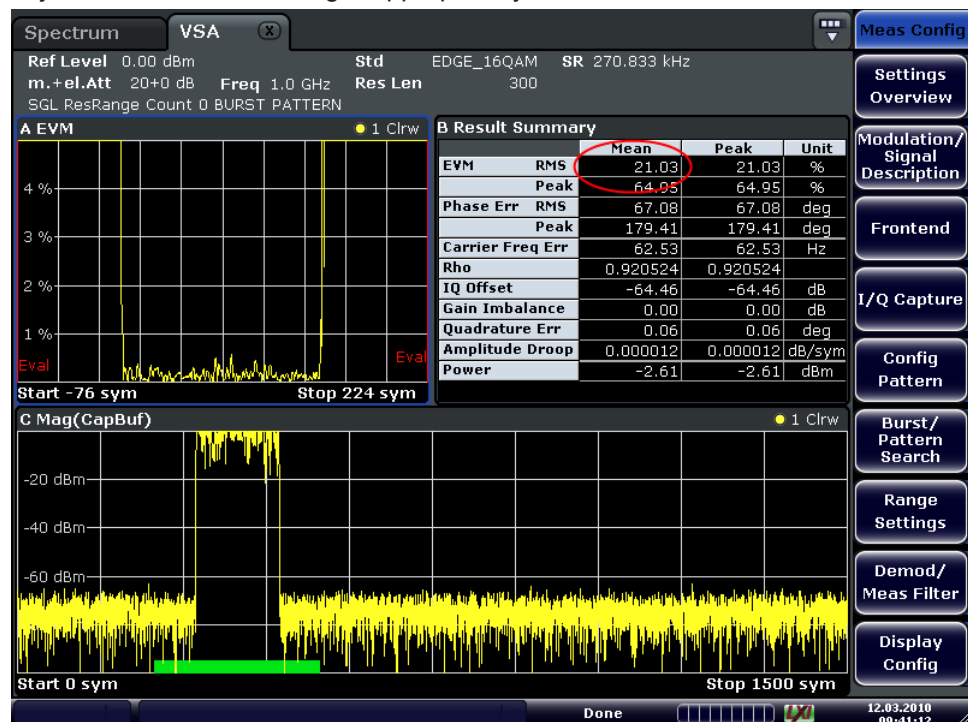 Spectrum VSA X
Ref Level 0.00 dBm Std EDGE_16QAM SR 270.833 kHz
m.+el.Att 20+0 dB Freq 1.0 GHz Res Len 300
SGL ResRange Count 0 BURST PATTERN
A EVM 1 Clrw
4 %
3 %
2 %
1 %
Eval Eval
Start -76 sym Stop 224 sym
B Result Summary
Mean Peak Unit
EVM RMS 21.03 21.03 %
Peak 64.95 64.95 %
Phase Err RMS 67.08 67.08 deg
Peak 179.41 179.41 deg
Carrier Freq Err 62.53 62.53 Hz
Rho 0.920524 0.920524
IQ Offset -64.46 -64.46 dB
Gain Imbalance 0.00 0.00 dB
Quadrature Err 0.06 0.06 deg
Amplitude Droop 0.000012 0.000012 dB/sym
Power -2.61 -2.61 dBm
C Mag(CapBuf) 1 Clrw
-20 dBm
-40 dBm
-60 dBm
Start 0 sym Stop 1500 sym
Done LXI 12.03.2010
09:41:12
Meas Config
Settings
Overview
Modulation/
Signal
Description
Frontend
I/Q Capture
Config
Pattern
Burst/
Pattern
Search
Range
Settings
Demod/
Meas Filter
Display
Config